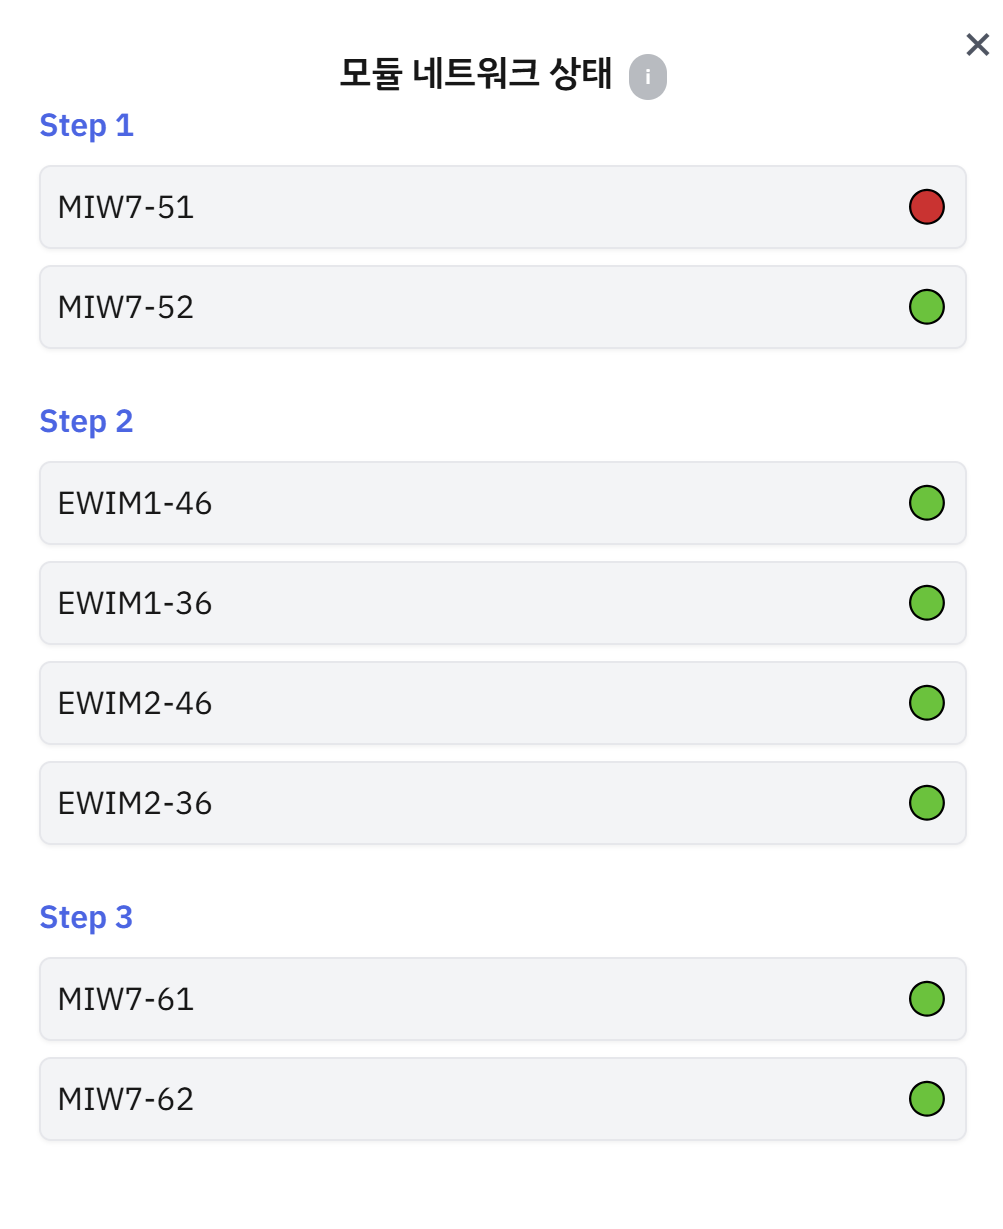 모듈 네트워크 상태 i
Step 1
MIW7-51
MIW7-52
Step 2
EWIM1-46
EWIM1-36
EWIM2-46
EWIM2-36
Step 3
MIW7-61
MIW7-62